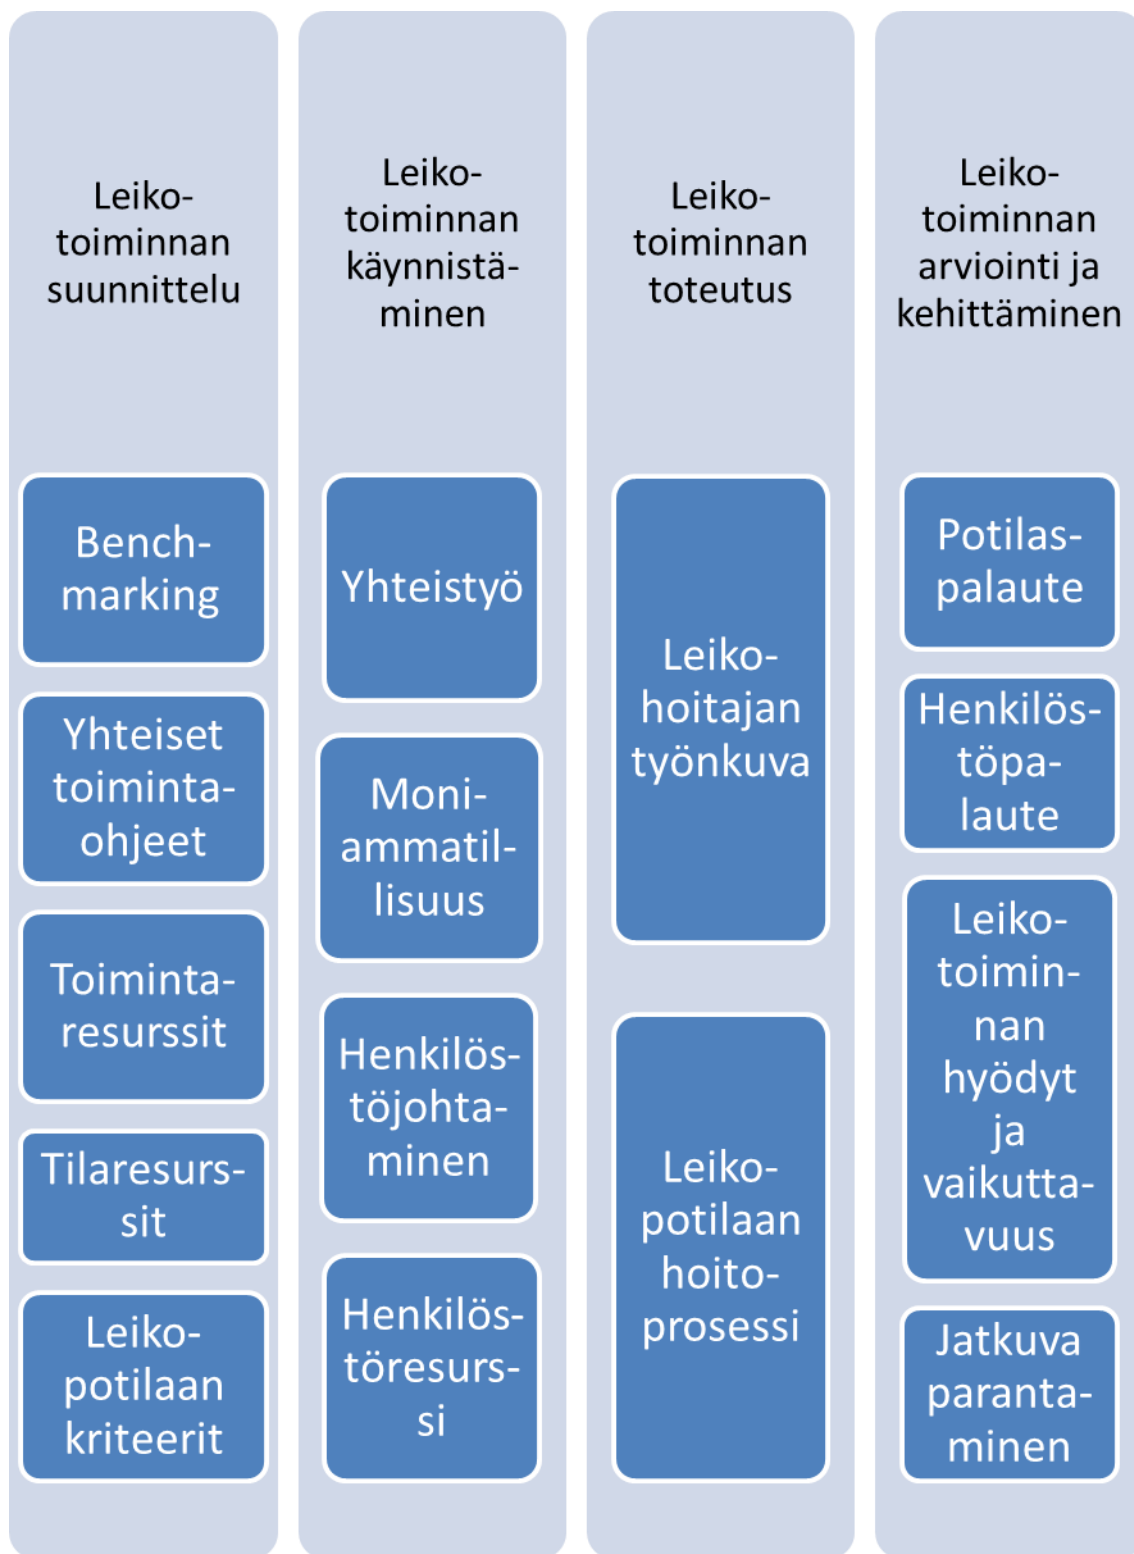 Leiko-
toiminnan
suunnittelu
Bench-
marking
Yhteiset
toiminta-
ohjeet
Toiminta-
resurssit
Tilaresurs-
sit
Leiko-
potilaan
kriteerit
Leiko-
toiminnan
käynnistä-
minen
Yhteistyö
Moni-
ammatil-
lisuus
Henkilös-
töjohta-
minen
Henkilös-
töresurs-
si
Leiko-
toiminnan
toteutus
Leiko-
hoitajan
työnkuva
Leiko-
potilaan
hoito-
prosessi
Leiko-
toiminnan
arviointi ja
kehittäminen
Potilas-
palaute
Henkilös-
töpa-
laute
Leiko-
toimin-
nan
hyödyt
ja
vaikutta-
vuus
Jatkuva
paranta-
minen